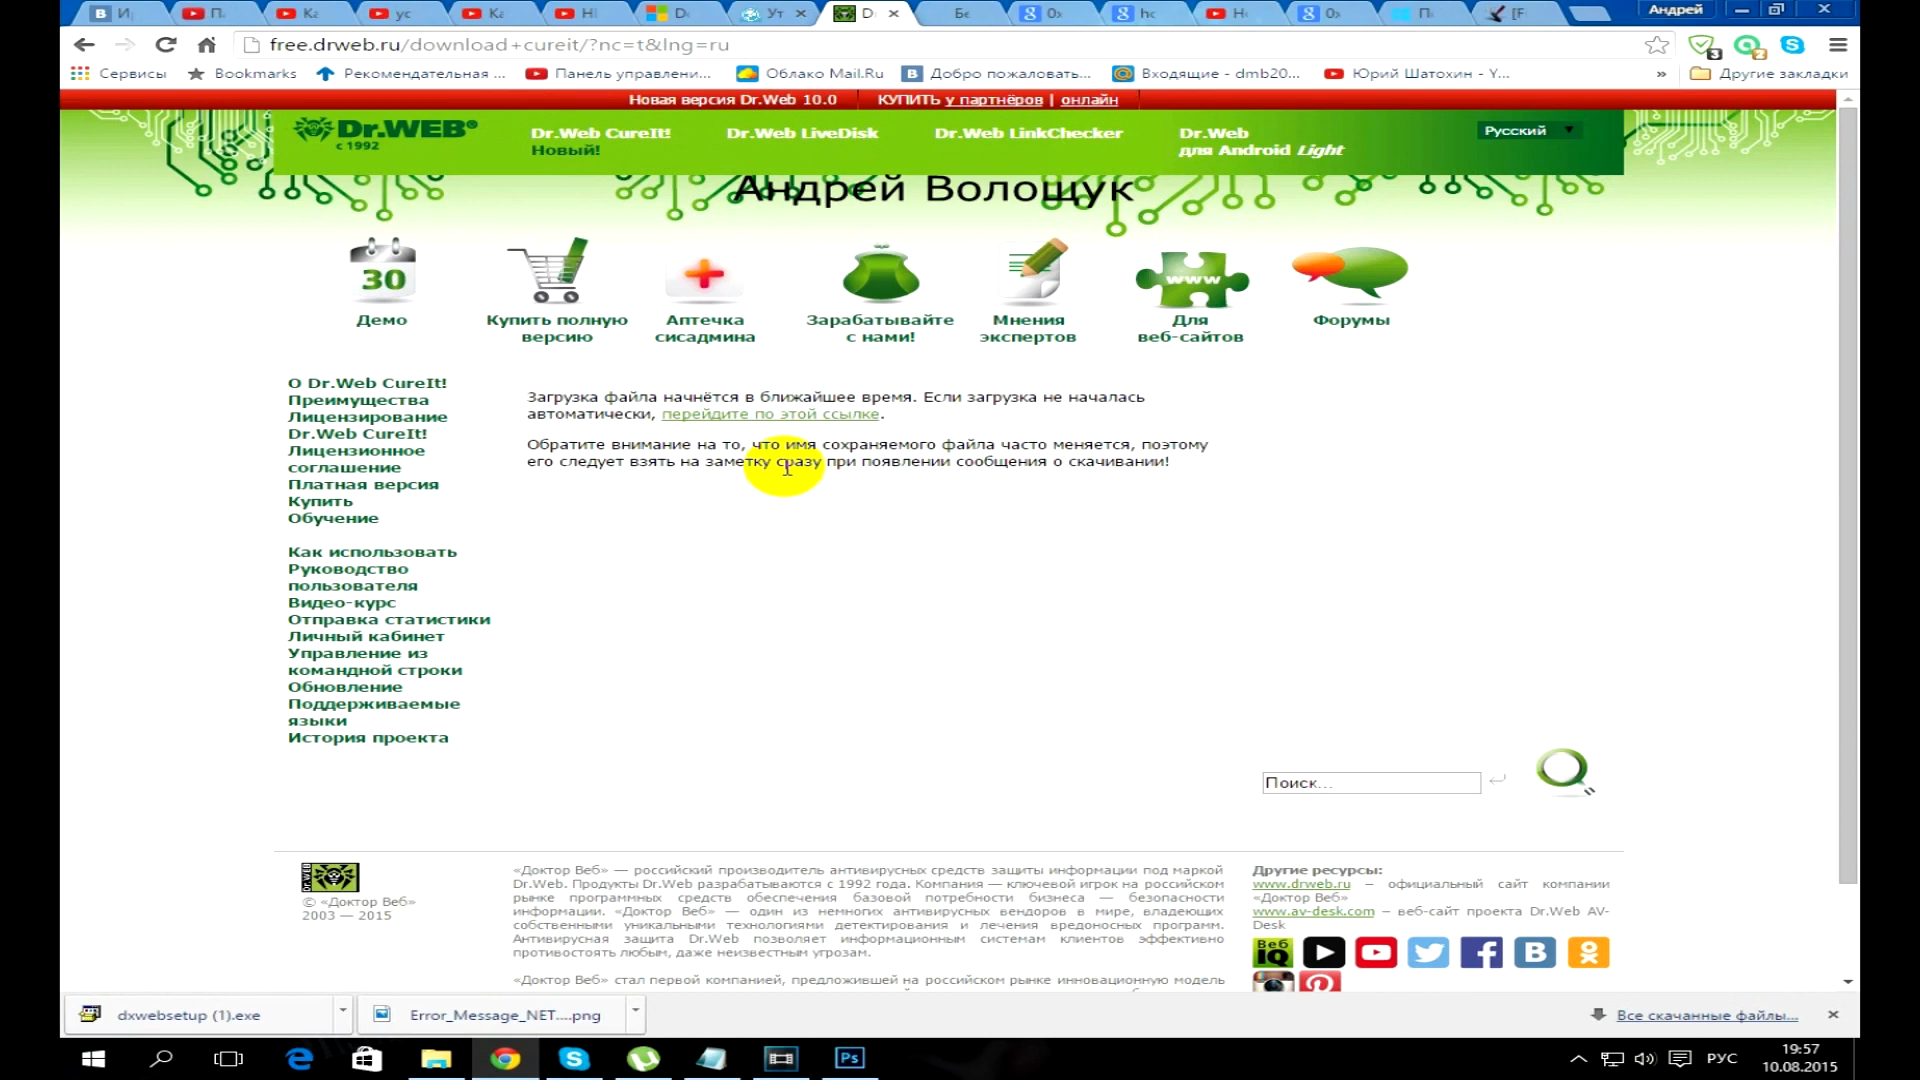 Андрей
free.drweb.ru/download+cureit/?nc=t&lng=ru
Сервисы Bookmarks Рекомендательная ... Панель управлени... Облако Mail.Ru Добро пожаловать... Входящие - dmb20... Юрий Шатохин - Y... » Другие закладки
Новая версия Dr.Web 10.0 КУПИТЬ у партнёров | онлайн
Dr.WEB®
с 1992
Dr.Web CureIt!
Новый!
Dr.Web LiveDisk
Dr.Web LinkChecker
Dr.Web
для Android Light
Русский
Андрей Волощук
30
www
Демо
Купить полную
версию
Аптечка
сисадмина
Зарабатывайте
с нами!
Мнения
экспертов
Для
веб-сайтов
Форумы
О Dr.Web CureIt!
Преимущества
Лицензирование
Dr.Web CureIt!
Лицензионное
соглашение
Платная версия
Купить
Обучение
Как использовать
Руководство
пользователя
Видео-курс
Отправка статистики
Личный кабинет
Управление из
командной строки
Обновление
Поддерживаемые
языки
История проекта
Загрузка файла начнётся в ближайшее время. Если загрузка не началась
автоматически, перейдите по этой ссылке.
Обратите внимание на то, что имя сохраняемого файла часто меняется, поэтому
его следует взять на заметку сразу при появлении сообщения о скачивании!
Поиск...
© «Доктор Веб»
2003 — 2015
«Доктор Веб» — российский производитель антивирусных средств защиты информации под маркой
Dr.Web. Продукты Dr.Web разрабатываются с 1992 года. Компания — ключевой игрок на российском
рынке программных средств обеспечения базовой потребности бизнеса — безопасности
информации. «Доктор Веб» — один из немногих антивирусных вендоров в мире, владеющих
собственными уникальными технологиями детектирования и лечения вредоносных программ.
Антивирусная защита Dr.Web позволяет информационным системам клиентов эффективно
противостоять любым, даже неизвестным угрозам.
«Доктор Веб» стал первой компанией, предложившей на российском рынке инновационную модель
Другие ресурсы:
www.drweb.ru – официальный сайт компании
«Доктор Веб»
www.av-desk.com – веб-сайт проекта Dr.Web AV-
Desk
Веб
IQ
dxwebsetup (1).exe
Error_Message_NET....png
Все скачанные файлы...
Ps
РУС
19:57
10.08.2015